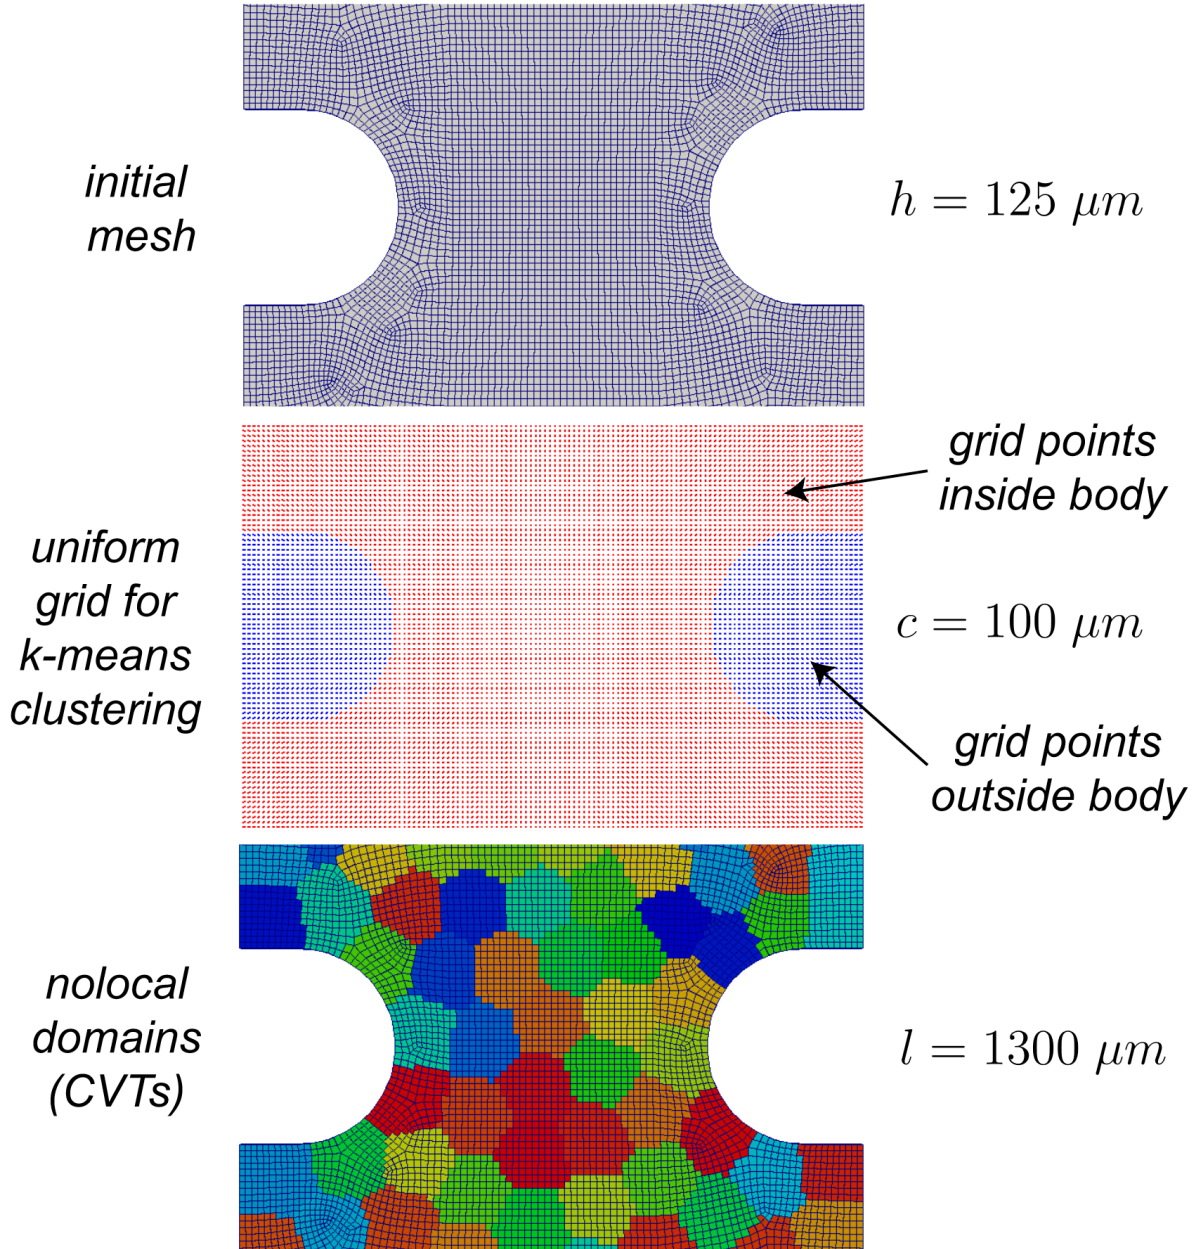 initial
mesh
h = 125 μm
grid points
inside body
uniform
grid for
k-means
clustering
c = 100 μm
grid points
outside body
nolocal
domains
(CVTs)
l = 1300 μm